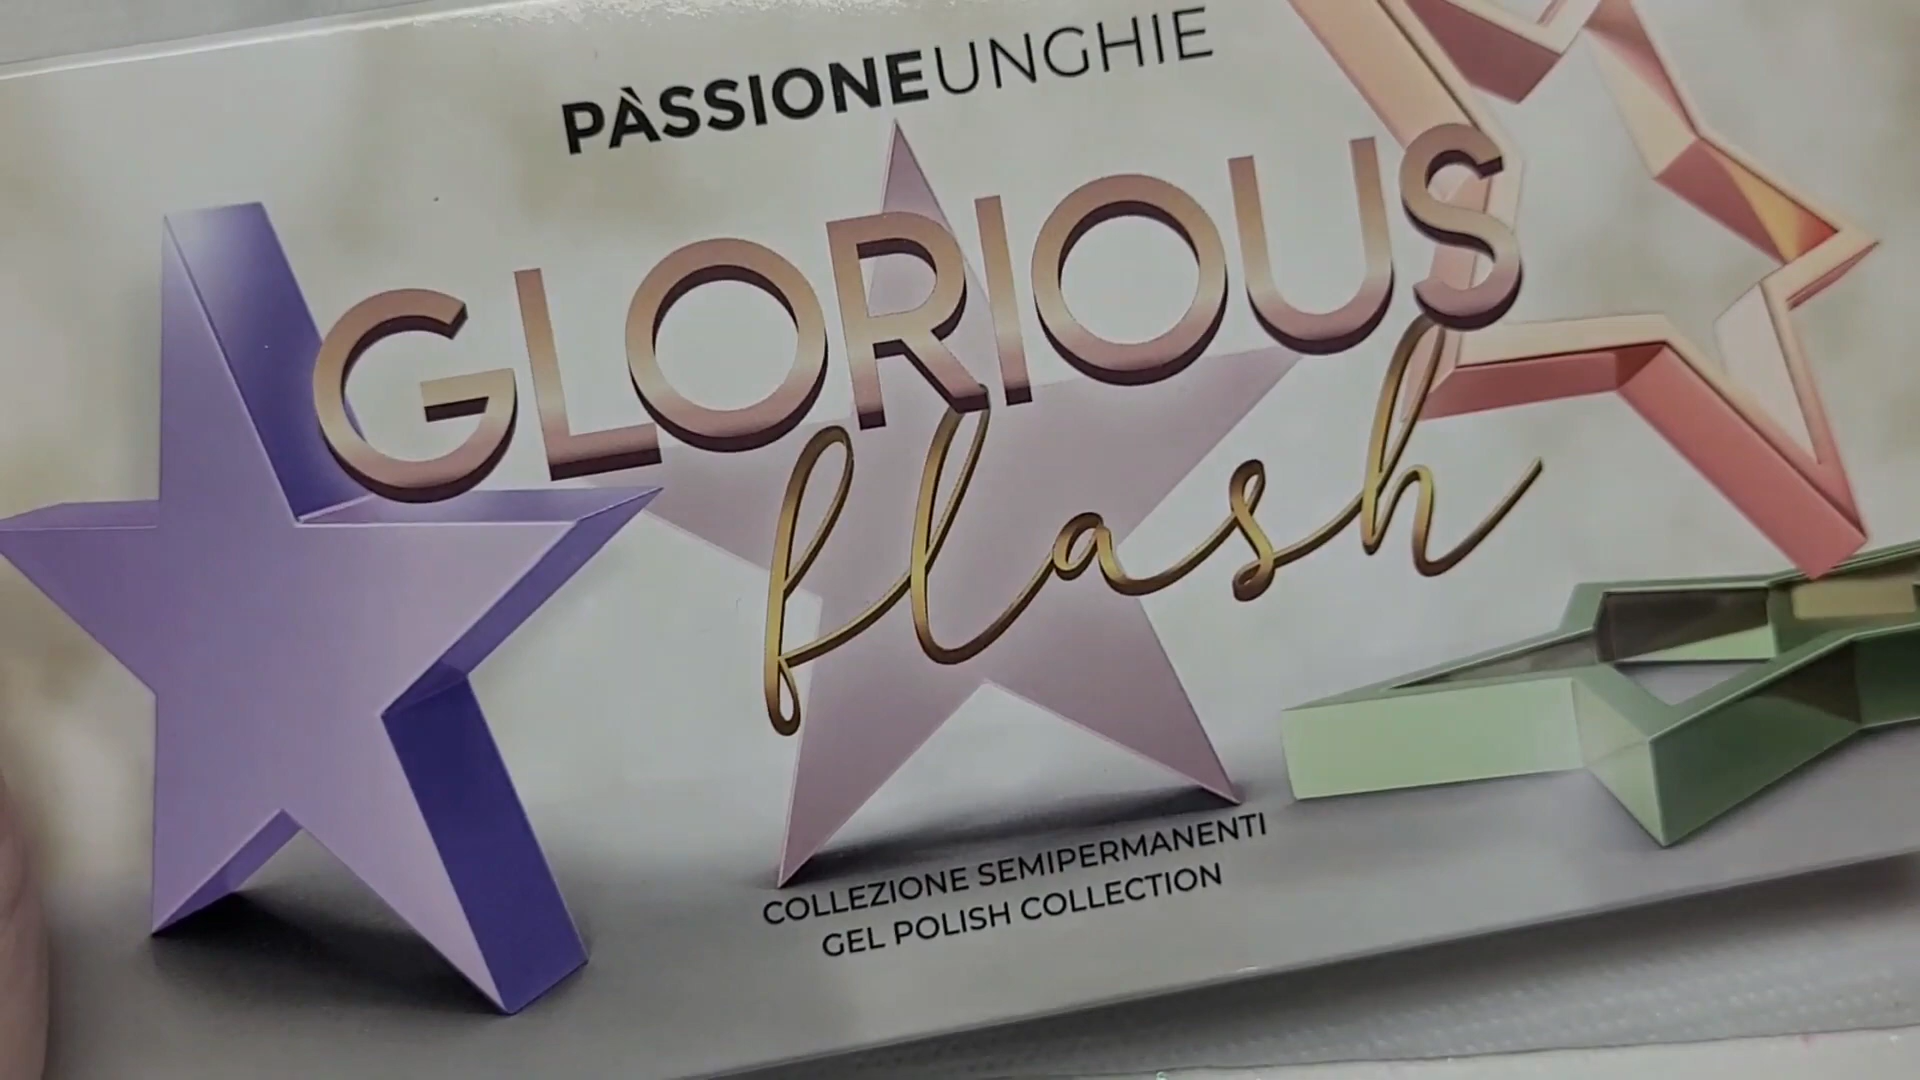 PÀSSIONEUNGHIE
GLORIOUS
flash
COLLEZIONE SEMIPERMANENTI
GEL POLISH COLLECTION